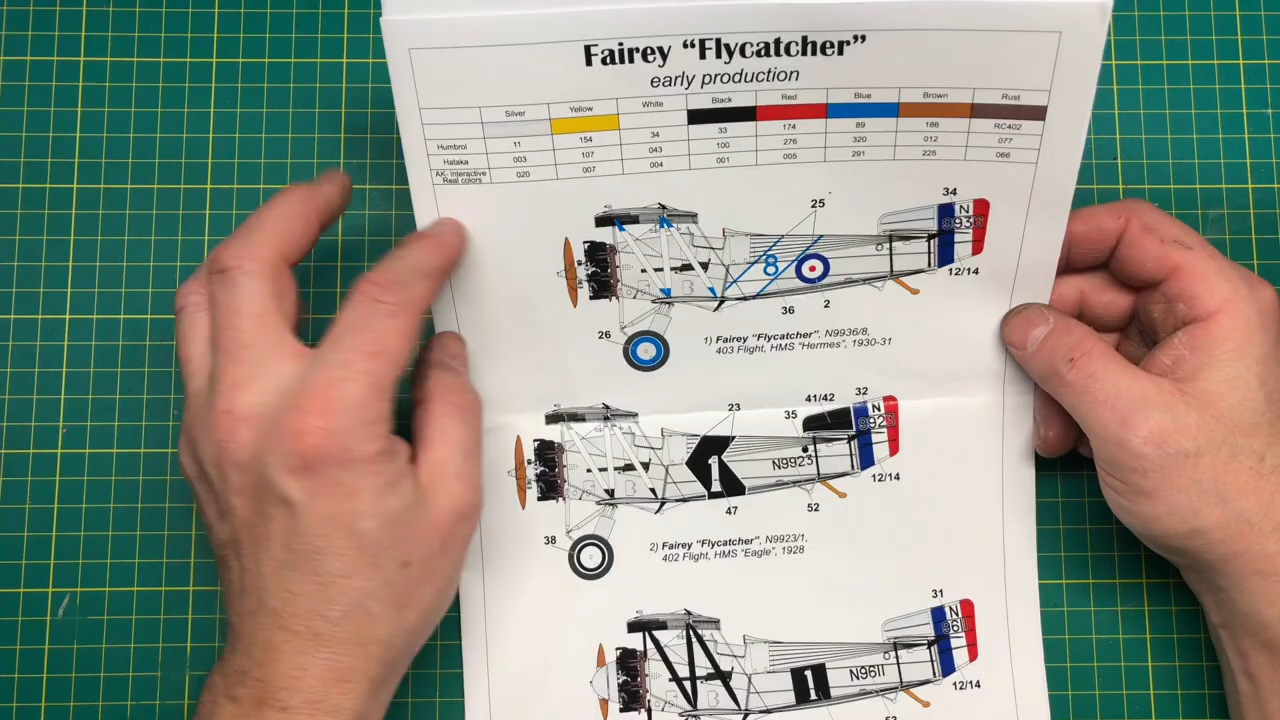 Fairey “Flycatcher”
early production
Silver Yellow White Black Red Blue Brown Rust
Humbrol 11 154 34 33 174 89 186 RC402
Hataka 003 107 043 100 276 320 012 077
AK- Interactive Real colors 020 007 004 001 005 291 225 066
34
25
N
9936
8
12/14
36
2
26
1) Fairey “Flycatcher”, N9936/8,
403 Flight, HMS “Hermes”, 1930-31
41/42
32
23
35
N
9923
1
N9923
12/14
47
52
38
2) Fairey “Flycatcher”, N9923/1,
402 Flight, HMS “Eagle”, 1928
31
N
9611
1
N9611
12/14